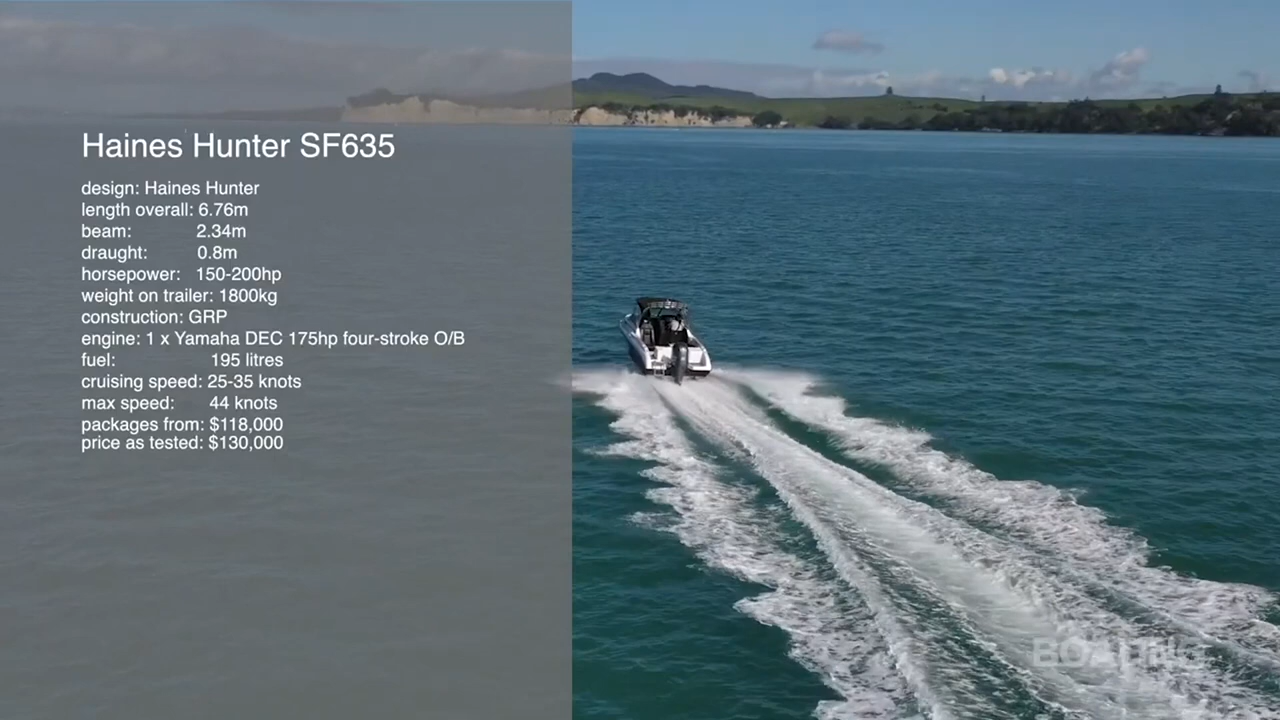 Haines Hunter SF635
design: Haines Hunter
length overall: 6.76m
beam: 2.34m
draught: 0.8m
horsepower: 150-200hp
weight on trailer: 1800kg
construction: GRP
engine: 1 x Yamaha DEC 175hp four-stroke O/B
fuel: 195 litres
cruising speed: 25-35 knots
max speed: 44 knots
packages from: $118,000
price as tested: $130,000
BOATING